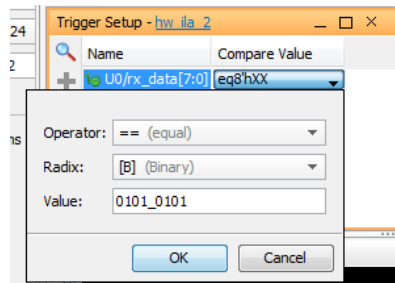 24
Trigger Setup - hw_ila_2
Name Compare Value
2
U0/rx_data[7:0] eq8'hXX
ns
Operator: == (equal)
Radix: [B] (Binary)
Value: 0101_0101
OK Cancel